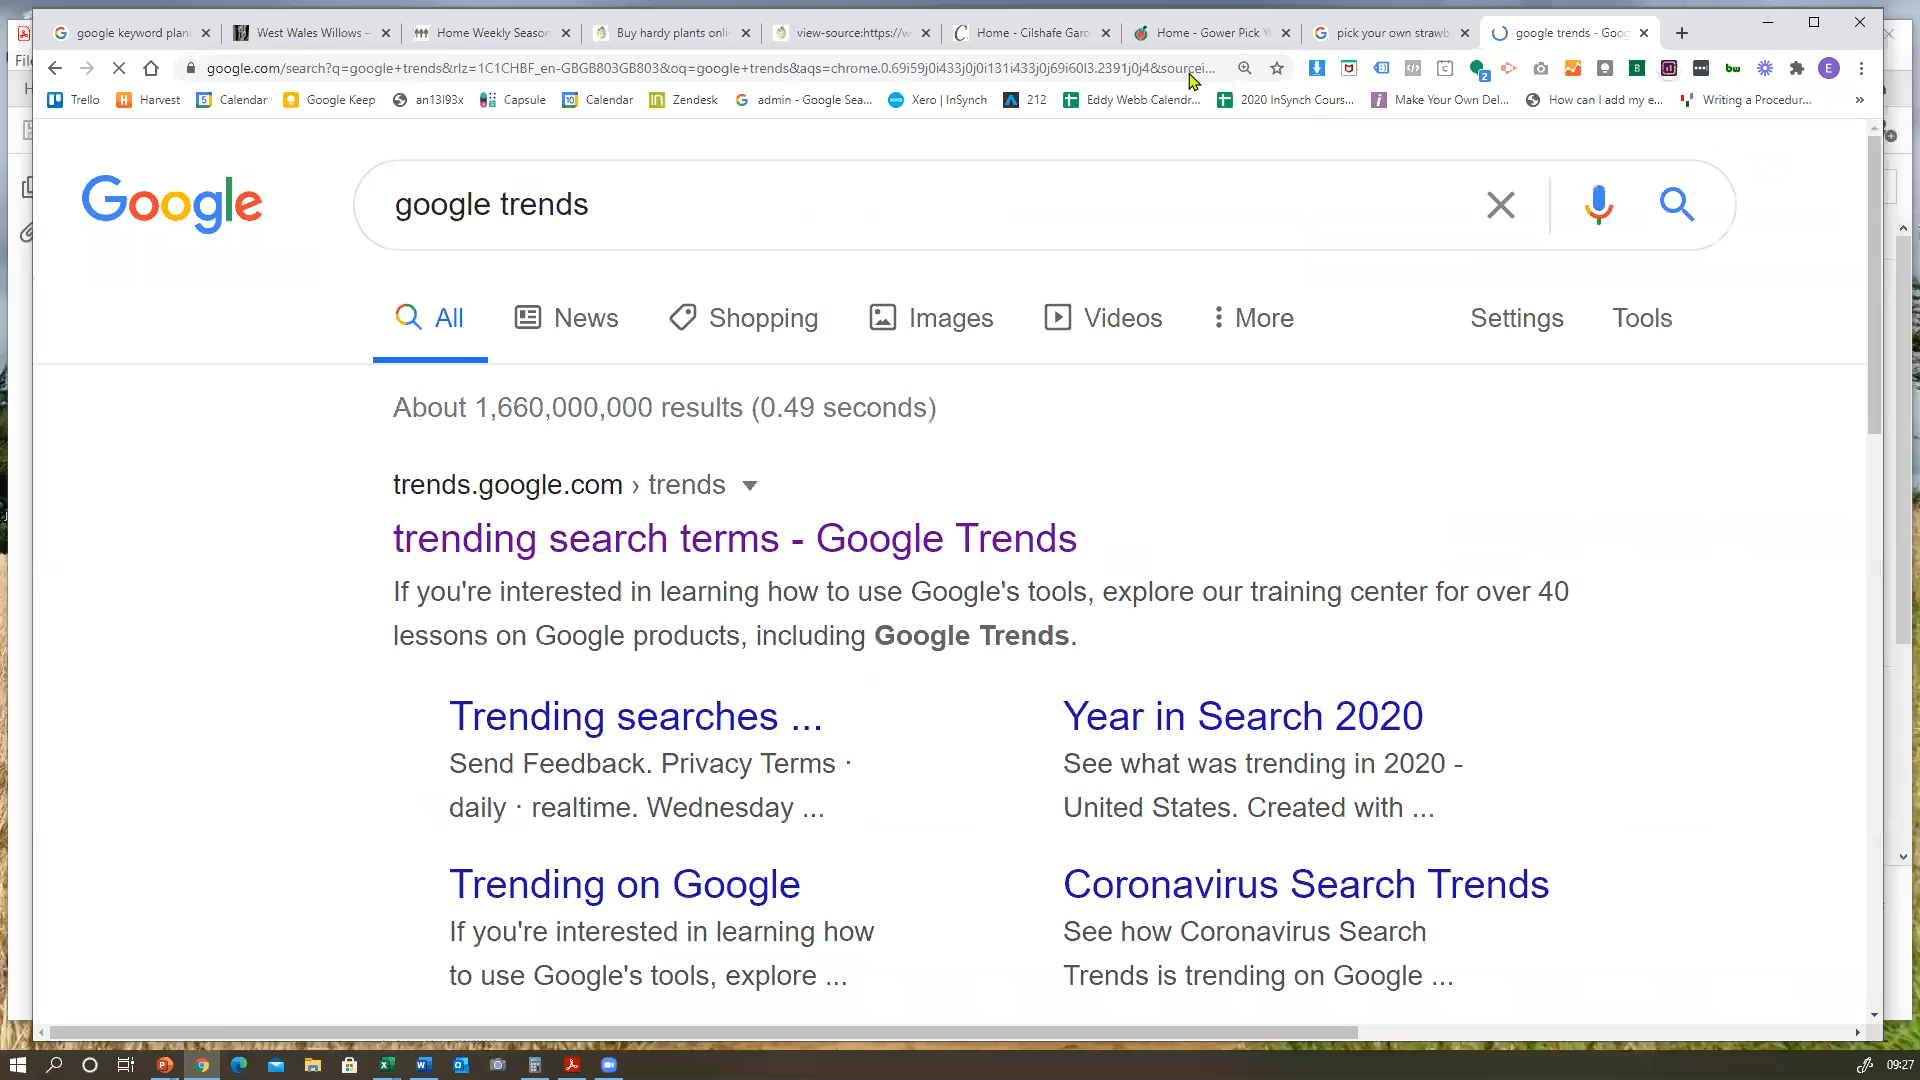 google keyword plan
West Wales Willows –
Home Weekly Season
Buy hardy plants onli
view-source:https://w
Home - Cilshafe Gard
Home - Gower Pick Y
pick your own strawb
google trends - Goog
google.com/search?q=google+trends&rlz=1C1CHBF_en-GBGB803GB803&oq=google+trends&aqs=chrome.0.69i59j0i433j0j0i131i433j0j69i60l3.2391j0j4&sourcei...
Trello
Harvest
Calendar
Google Keep
an13l93x
Capsule
Calendar
Zendesk
admin - Google Sea...
Xero | InSynch
212
Eddy Webb Calendr...
2020 InSynch Cours...
Make Your Own Del...
How can I add my e...
Writing a Procedur...
»
File
Google
google trends
All
News
Shopping
Images
Videos
More
Settings
Tools
About 1,660,000,000 results (0.49 seconds)
trends.google.com › trends
trending search terms - Google Trends
If you're interested in learning how to use Google's tools, explore our training center for over 40
lessons on Google products, including Google Trends.
Trending searches ...
Send Feedback. Privacy Terms ·
daily · realtime. Wednesday ...
Year in Search 2020
See what was trending in 2020 -
United States. Created with ...
Trending on Google
If you're interested in learning how
to use Google's tools, explore ...
Coronavirus Search Trends
See how Coronavirus Search
Trends is trending on Google ...
09:27